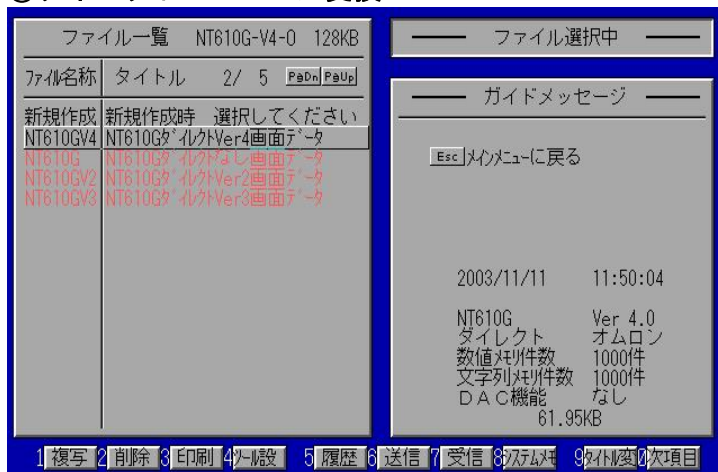 ファイル一覧 NT610G-V4-0 128KB
ファイル名称 タイトル 2/ 5 PgDn PgUp
新規作成 新規作成時 選択してください
NT610GV4 NT610GダイレクトVer4画面データ
NT610G NT610Gダイレクトなし画面データ
NT610GV2 NT610GダイレクトVer2画面データ
NT610GV3 NT610GダイレクトVer3画面データ
ファイル選択中
ガイドメッセージ
Esc メインメニューに戻る
2003/11/11 11:50:04
NT610G Ver 4.0
ダイレクト オムロン
数値メモリ件数 1000件
文字列メモリ件数 1000件
DAC機能 なし
61.95KB
1 複写 2 削除 3 印刷 4 ツール設 5 履歴 6 送信 7 受信 8 システムメモ 9 タイトル変 0 次項目